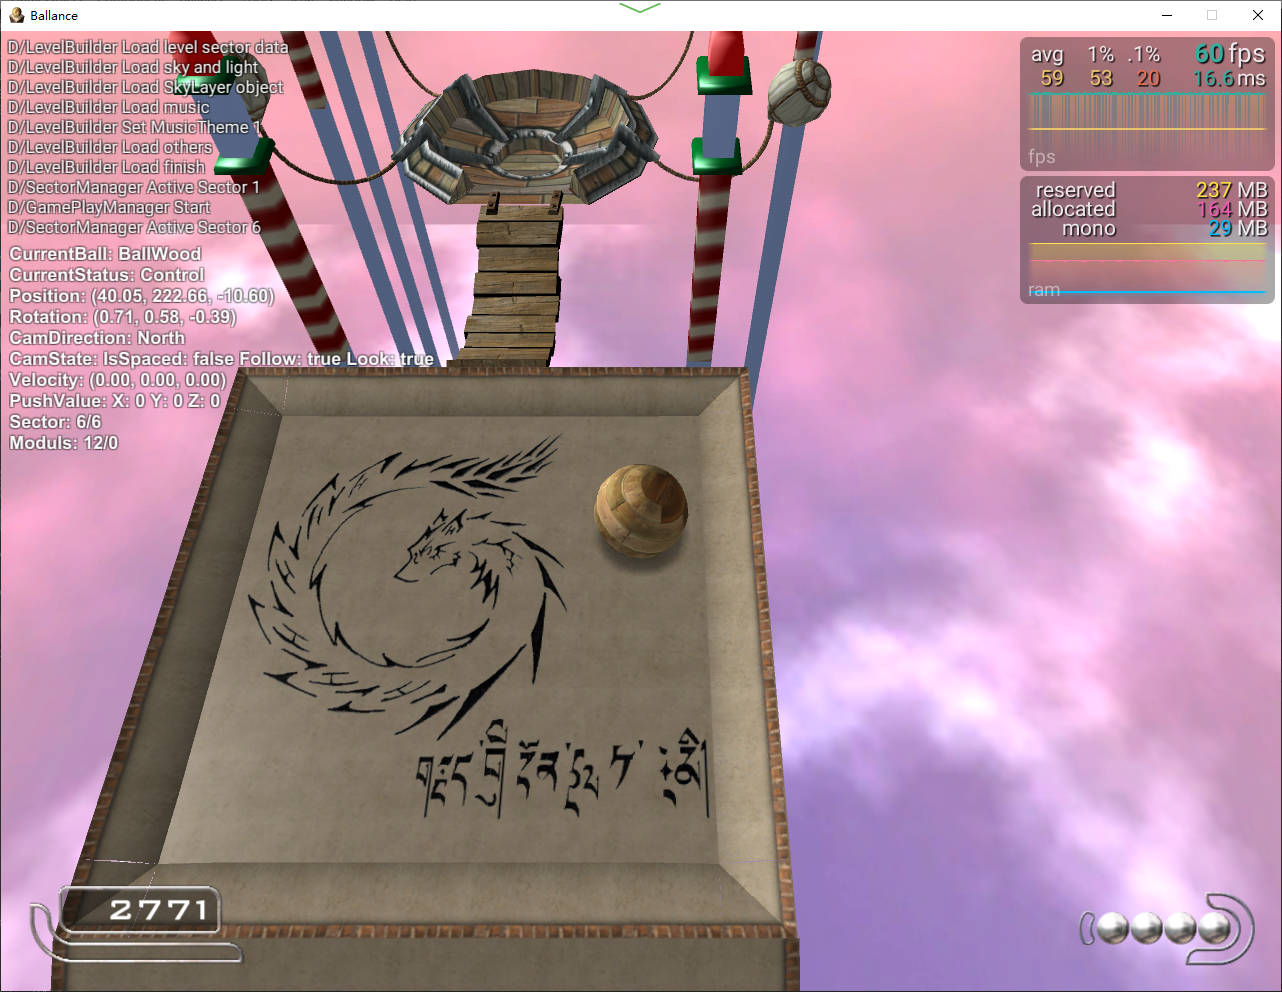 Ballance
D/LevelBuilder Load level sector data
D/LevelBuilder Load sky and light
D/LevelBuilder Load SkyLayer object
D/LevelBuilder Load music
D/LevelBuilder Set MusicTheme 1
D/LevelBuilder Load others
D/LevelBuilder Load finish
D/SectorManager Active Sector 1
D/GamePlayManager Start
D/SectorManager Active Sector 6
CurrentBall: BallWood
CurrentStatus: Control
Position: (40.05, 222.66, -10.60)
Rotation: (0.71, 0.58, -0.39)
CamDirection: North
CamState: IsSpaced: false Follow: true Look: true
Velocity: (0.00, 0.00, 0.00)
PushValue: X: 0 Y: 0 Z: 0
Sector: 6/6
Moduls: 12/0
avg 1% .1% 60 fps
59 53 20 16.6 ms
fps
reserved 237 MB
allocated 164 MB
mono 29 MB
ram
2771